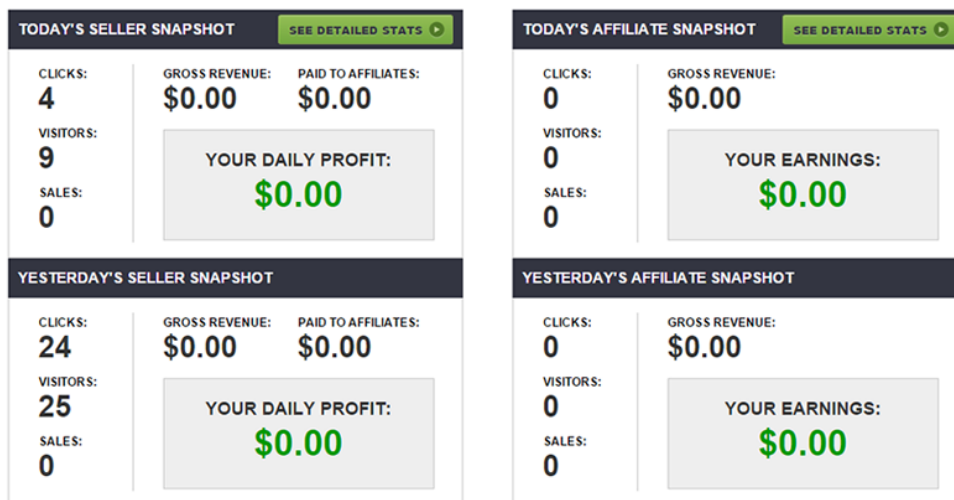 TODAY'S SELLER SNAPSHOT
SEE DETAILED STATS
CLICKS:
4
GROSS REVENUE:
$0.00
PAID TO AFFILIATES:
$0.00
VISITORS:
9
SALES:
0
YOUR DAILY PROFIT:
$0.00
YESTERDAY'S SELLER SNAPSHOT
CLICKS:
24
GROSS REVENUE:
$0.00
PAID TO AFFILIATES:
$0.00
VISITORS:
25
SALES:
0
YOUR DAILY PROFIT:
$0.00
TODAY'S AFFILIATE SNAPSHOT
SEE DETAILED STATS
CLICKS:
0
GROSS REVENUE:
$0.00
VISITORS:
0
SALES:
0
YOUR EARNINGS:
$0.00
YESTERDAY'S AFFILIATE SNAPSHOT
CLICKS:
0
GROSS REVENUE:
$0.00
VISITORS:
0
SALES:
0
YOUR EARNINGS:
$0.00